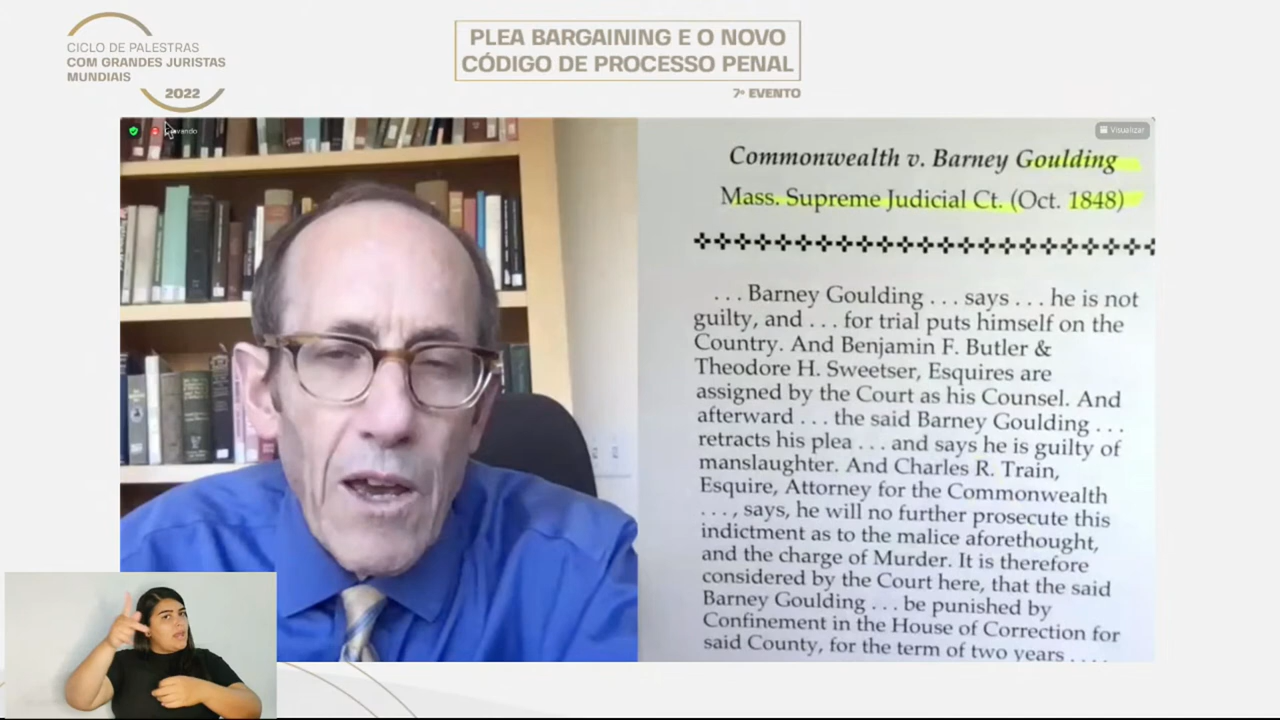 CICLO DE PALESTRAS
COM GRANDES JURISTAS
MUNDIAIS
2022
PLEA BARGAINING E O NOVO
CÓDIGO DE PROCESSO PENAL
7º EVENTO
Visualizar
Commonwealth v. Barney Goulding
Mass. Supreme Judicial Ct. (Oct. 1848)
. . . Barney Goulding . . . says . . . he is not
guilty, and . . . for trial puts himself on the
Country. And Benjamin F. Butler &
Theodore H. Sweetser, Esquires are
assigned by the Court as his Counsel. And
afterward . . . the said Barney Goulding . . .
retracts his plea . . . and says he is guilty of
manslaughter. And Charles R. Train,
Esquire, Attorney for the Commonwealth
. . . , says, he will no further prosecute this
indictment as to the malice aforethought,
and the charge of Murder. It is therefore
considered by the Court here, that the said
Barney Goulding . . . be punished by
Confinement in the House of Correction for
said County, for the term of two years . . . .